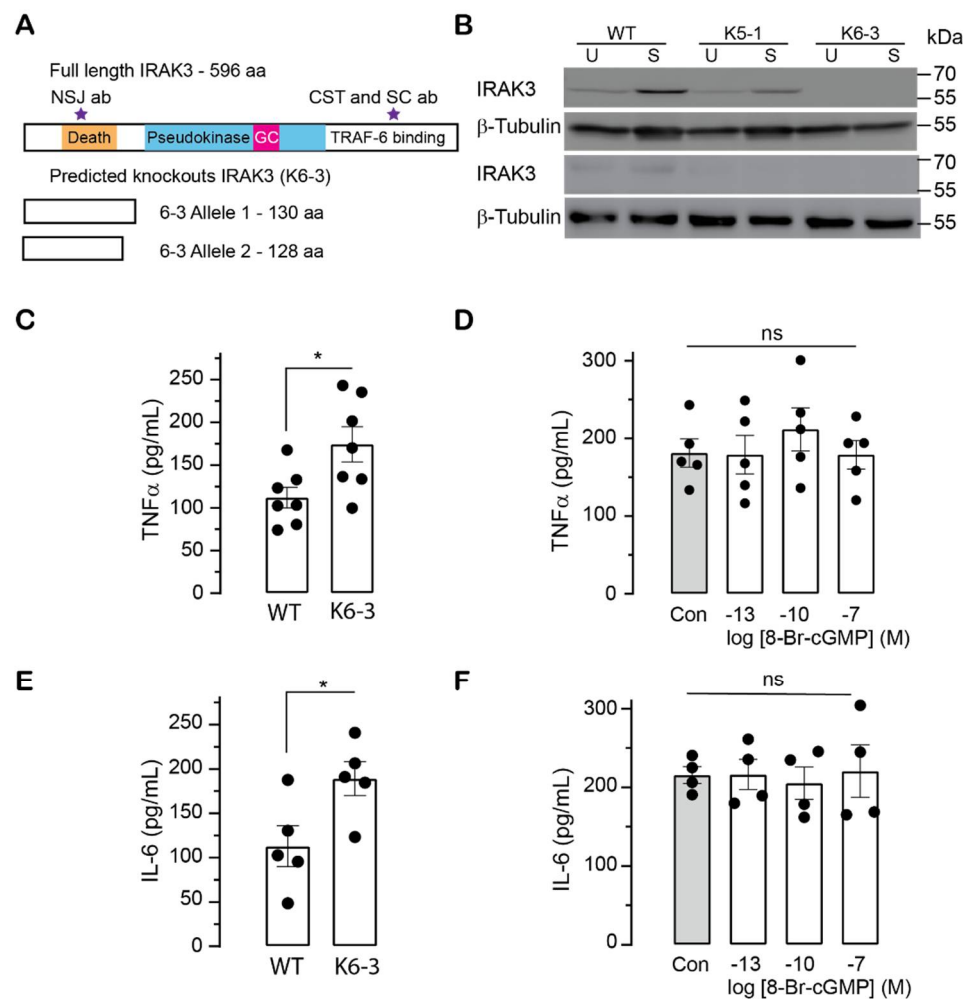 A
Full length IRAK3 - 596 aa
NSJ ab
CST and SC ab
Death
Pseudokinase
GC
TRAF-6 binding
Predicted knockouts IRAK3 (K6-3)
6-3 Allele 1 - 130 aa
6-3 Allele 2 - 128 aa
B
WT K5-1 K6-3 kDa
U S U S U S
IRAK3
70
55
β-Tubulin
55
IRAK3
70
55
β-Tubulin
55
C
*
TNFα (pg/mL)
250
200
150
100
50
0
WT K6-3
D
ns
TNFα (pg/mL)
300
200
100
0
Con -13 -10 -7
log [8-Br-cGMP] (M)
E
*
IL-6 (pg/mL)
250
200
150
100
50
0
WT K6-3
F
ns
IL-6 (pg/mL)
300
200
100
0
Con -13 -10 -7
log [8-Br-cGMP] (M)